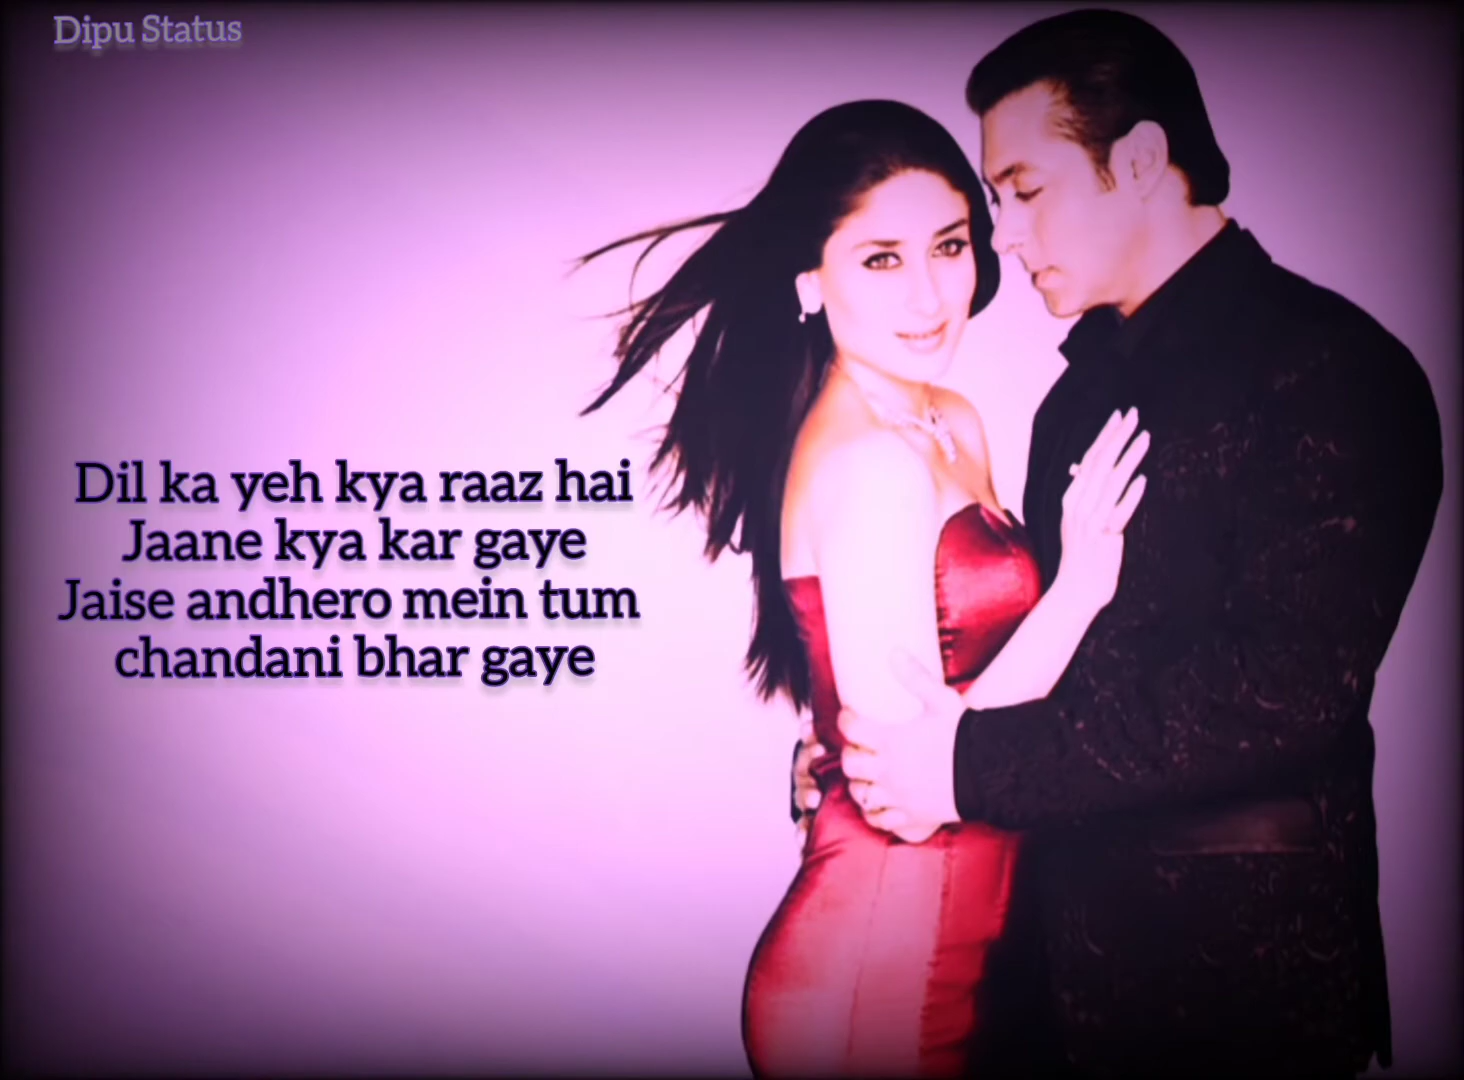 Dipu Status
Dil ka yeh kya raaz hai
Jaane kya kar gaye
Jaise andhero mein tum
chandani bhar gaye